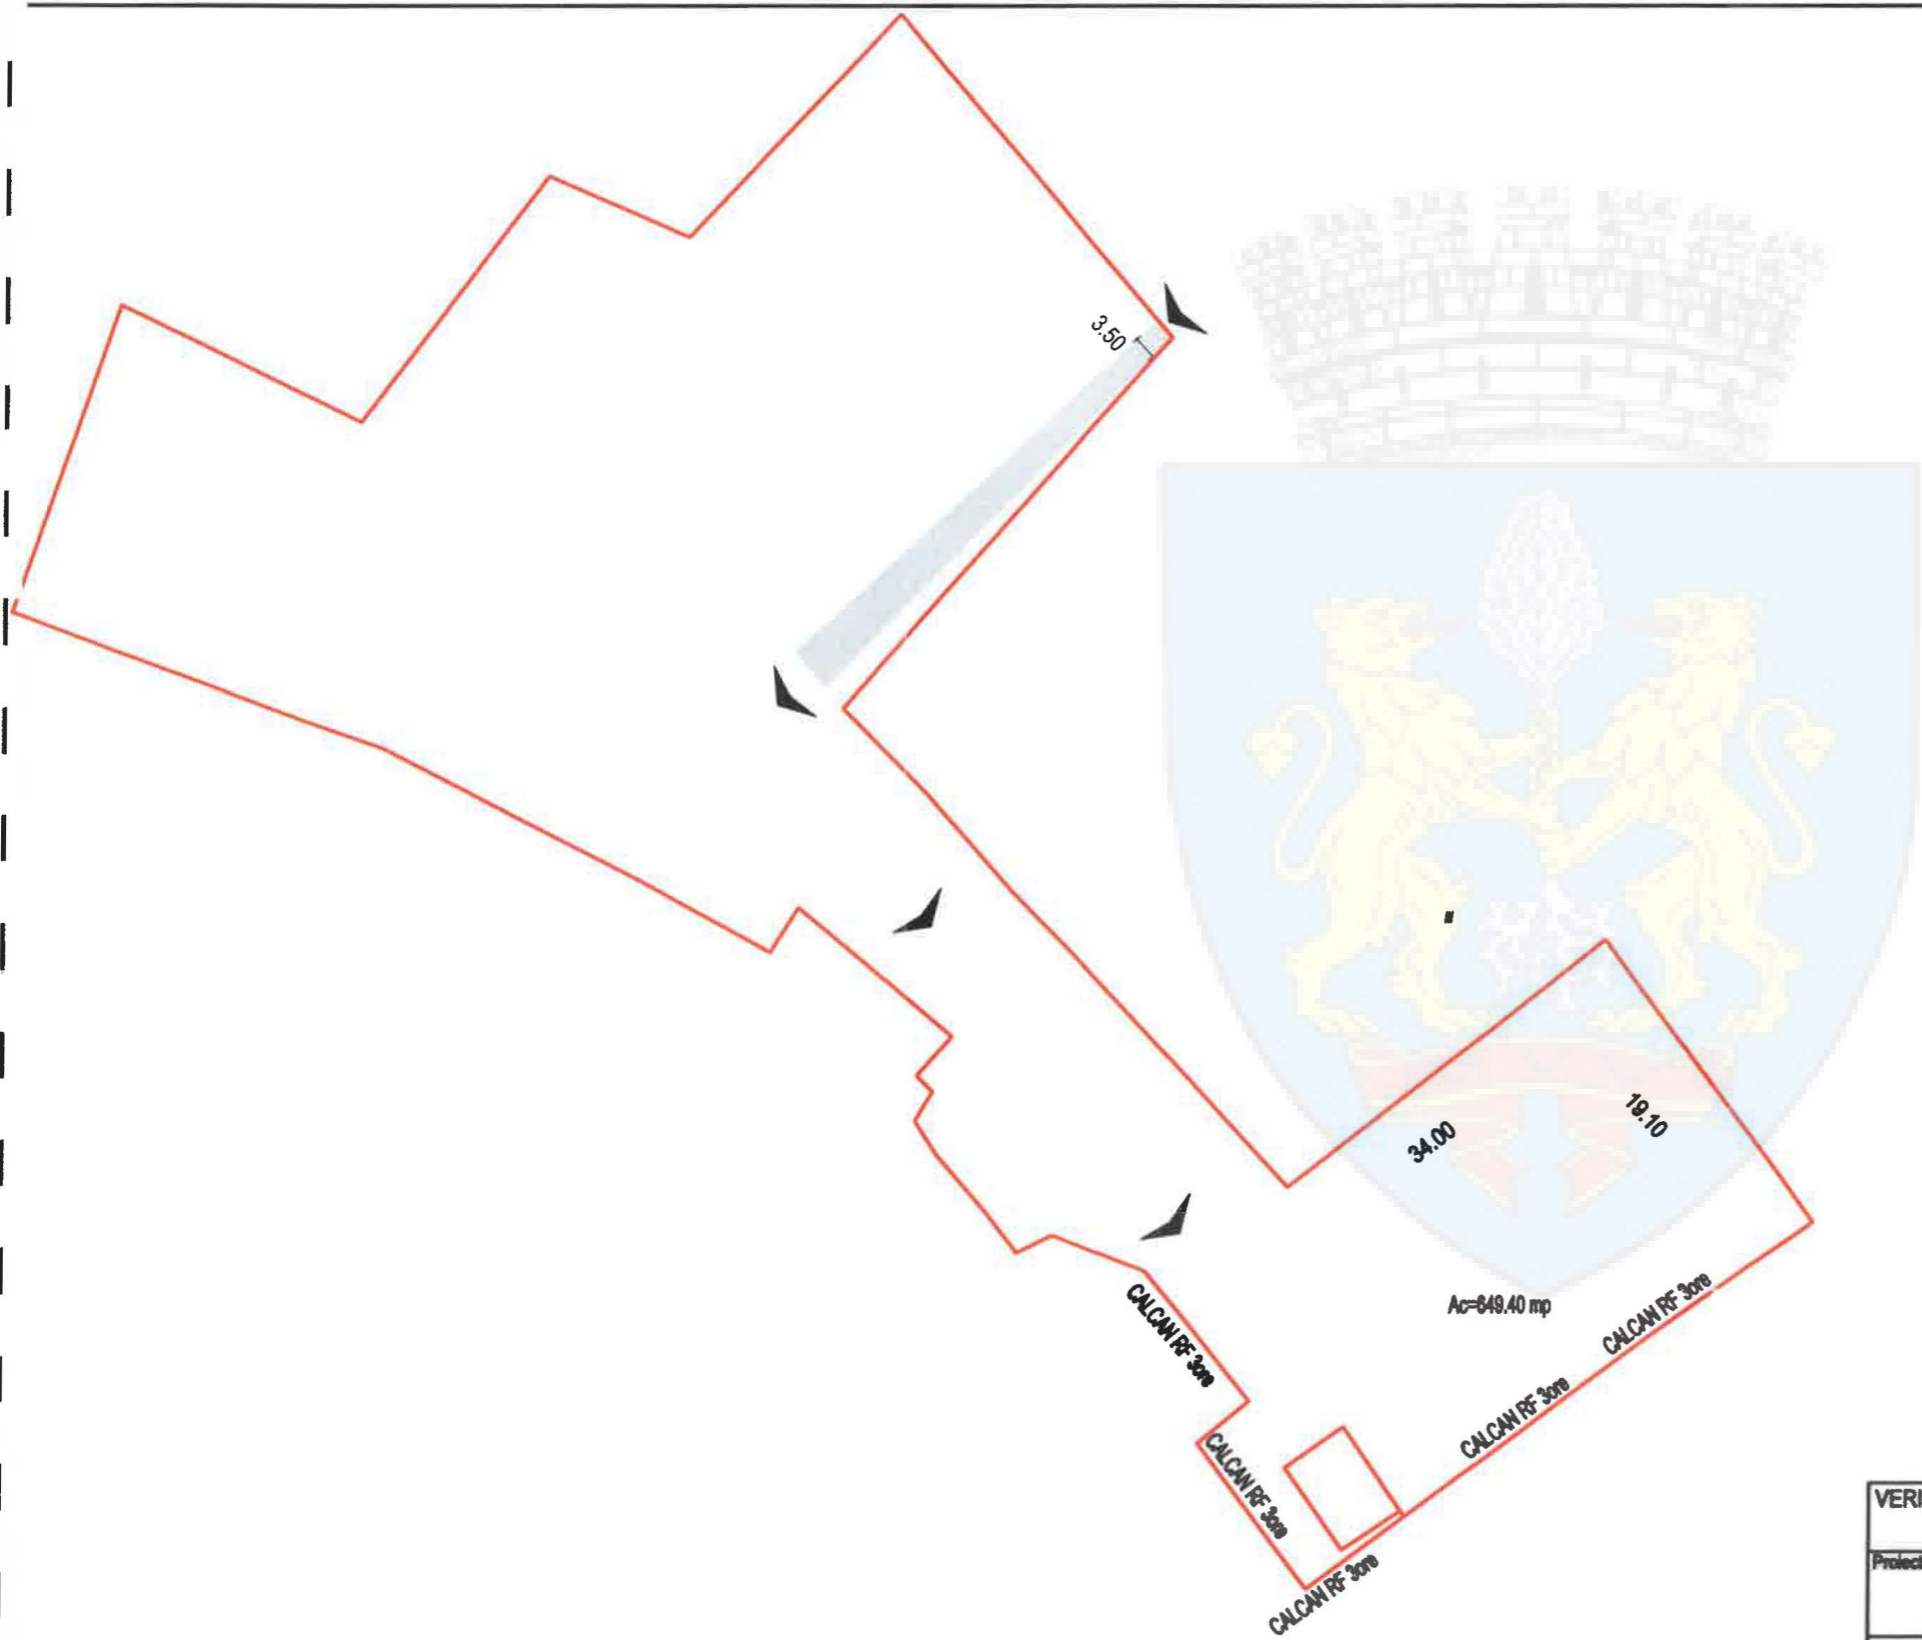 3.50
19.10
34.00
Ac=649.40 mp
CALCAN RF 3ore
CALCAN RF 3ore
CALCAN RF 3ore
CALCAN RF 3ore
CALCAN RF 3ore
VERI
Proiect